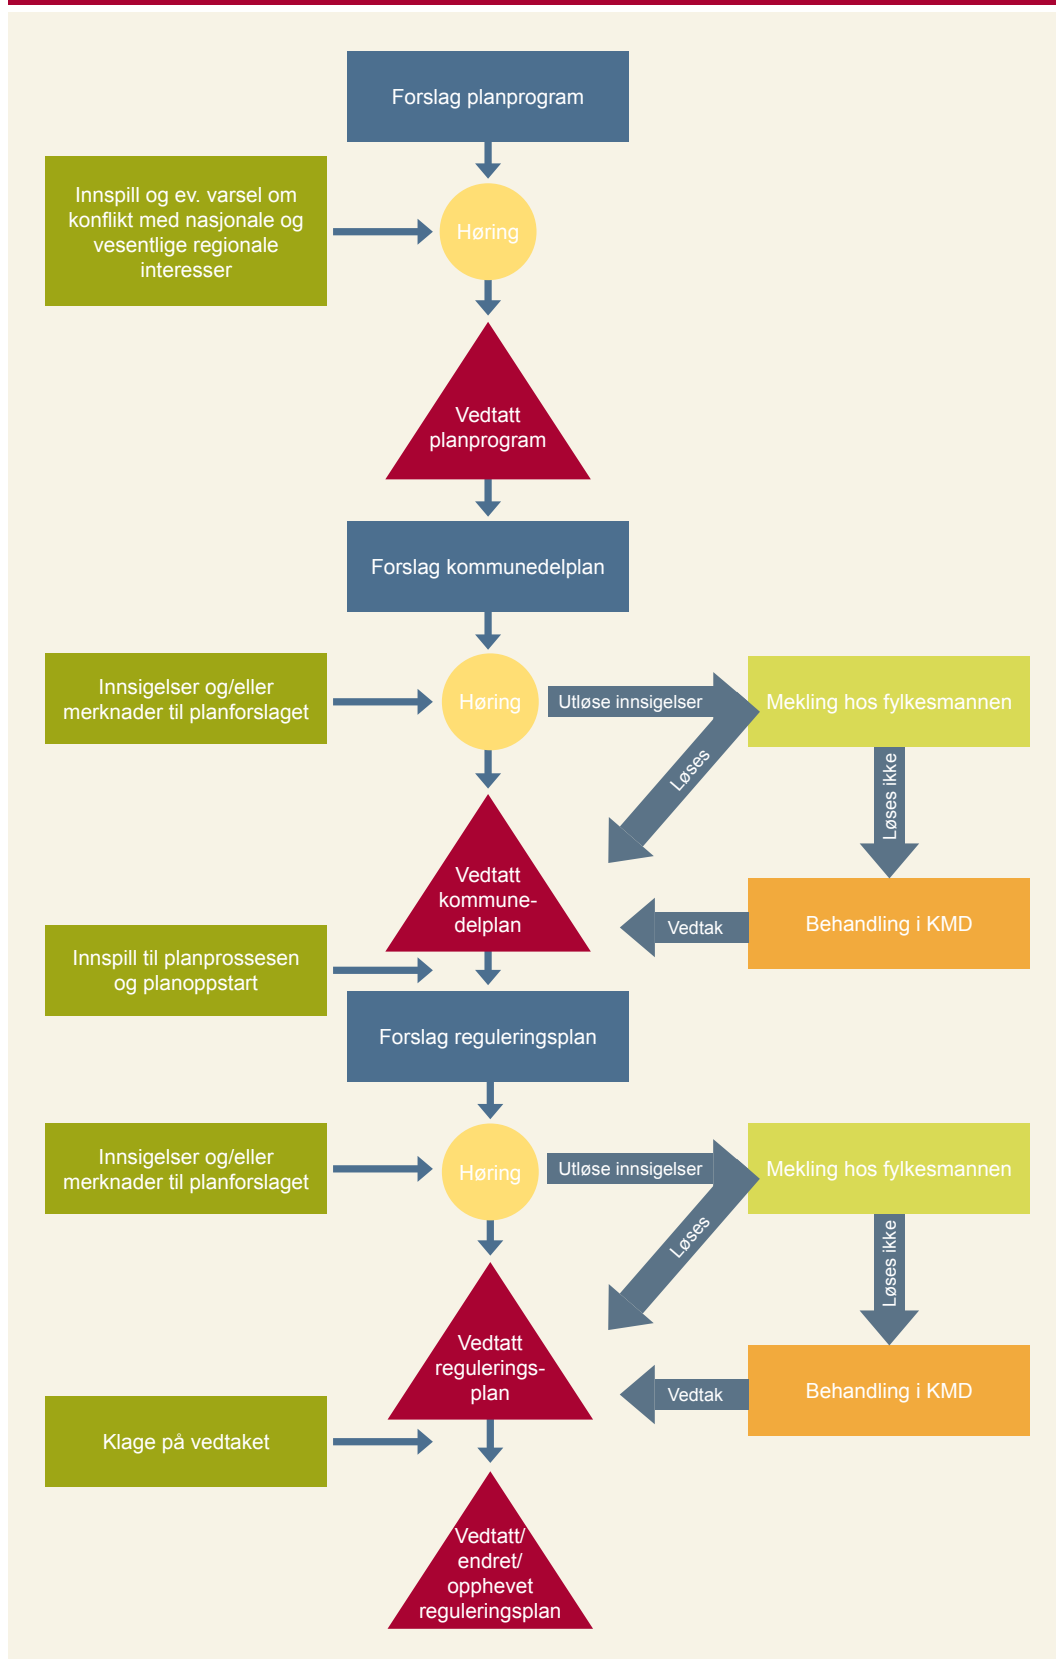 Forslag planprogram
Innspill og ev. varsel om
konflikt med nasjonale og
vesentlige regionale
interesser
Høring
Vedtatt
planprogram
Forslag kommunedelplan
Innsigelser og/eller
merknader til planforslaget
Høring
Utløse innsigelser
Mekling hos fylkesmannen
Løses
Løses ikke
Vedtatt
kommune-
delplan
Vedtak
Behandling i KMD
Innspill til planprossesen
og planoppstart
Forslag reguleringsplan
Innsigelser og/eller
merknader til planforslaget
Høring
Utløse innsigelser
Mekling hos fylkesmannen
Løses
Løses ikke
Vedtatt
regulerings-
plan
Vedtak
Behandling i KMD
Klage på vedtaket
Vedtatt/
endret/
opphevet
reguleringsplan